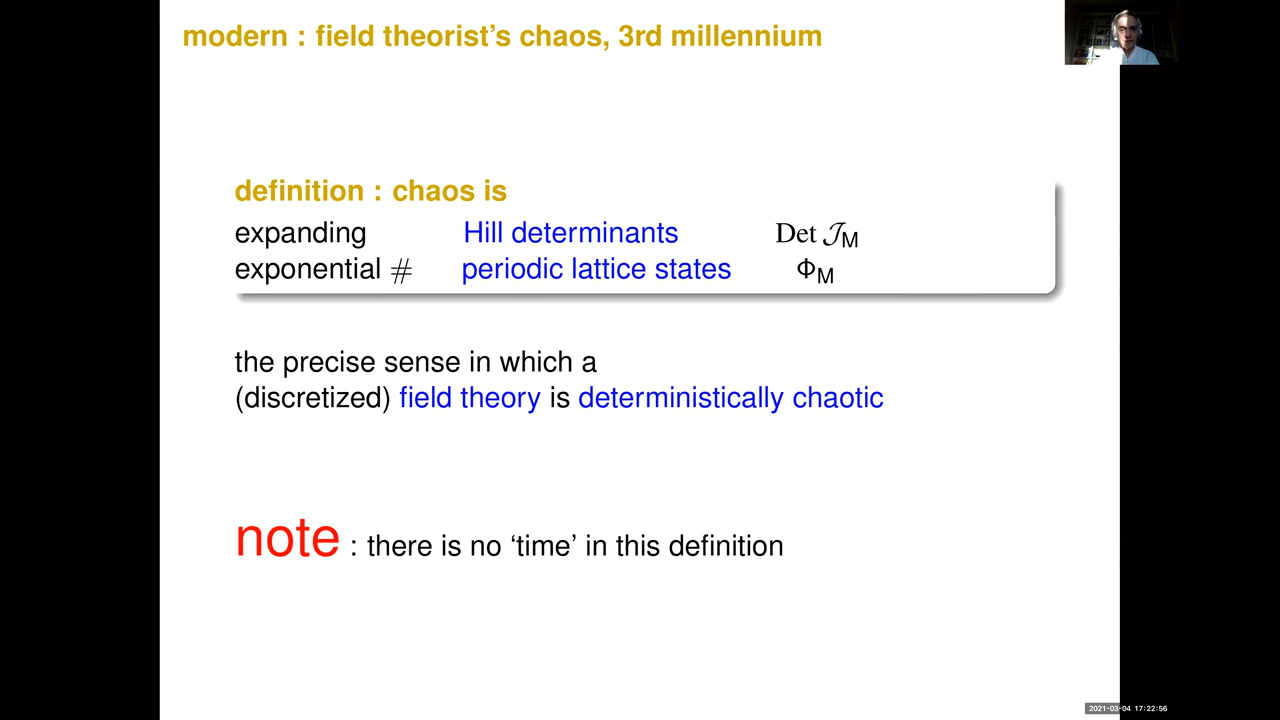 modern : field theorist's chaos, 3rd millennium
definition : chaos is
expanding Hill determinants Det 𝒥M
exponential # periodic lattice states ΦM
the precise sense in which a
(discretized) field theory is deterministically chaotic
note : there is no ‘time’ in this definition
2021-03-04 17:22:56